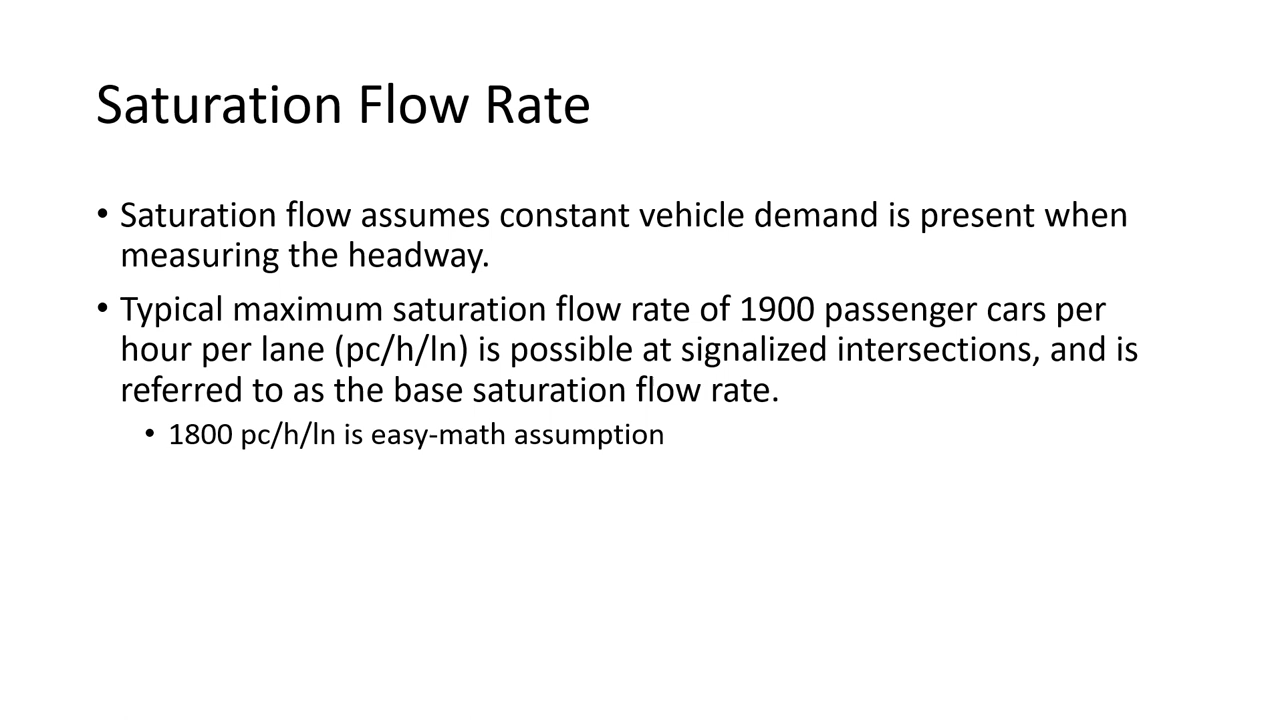 Saturation Flow Rate
• Saturation flow assumes constant vehicle demand is present when
measuring the headway.
• Typical maximum saturation flow rate of 1900 passenger cars per
hour per lane (pc/h/ln) is possible at signalized intersections, and is
referred to as the base saturation flow rate.
• 1800 pc/h/ln is easy-math assumption